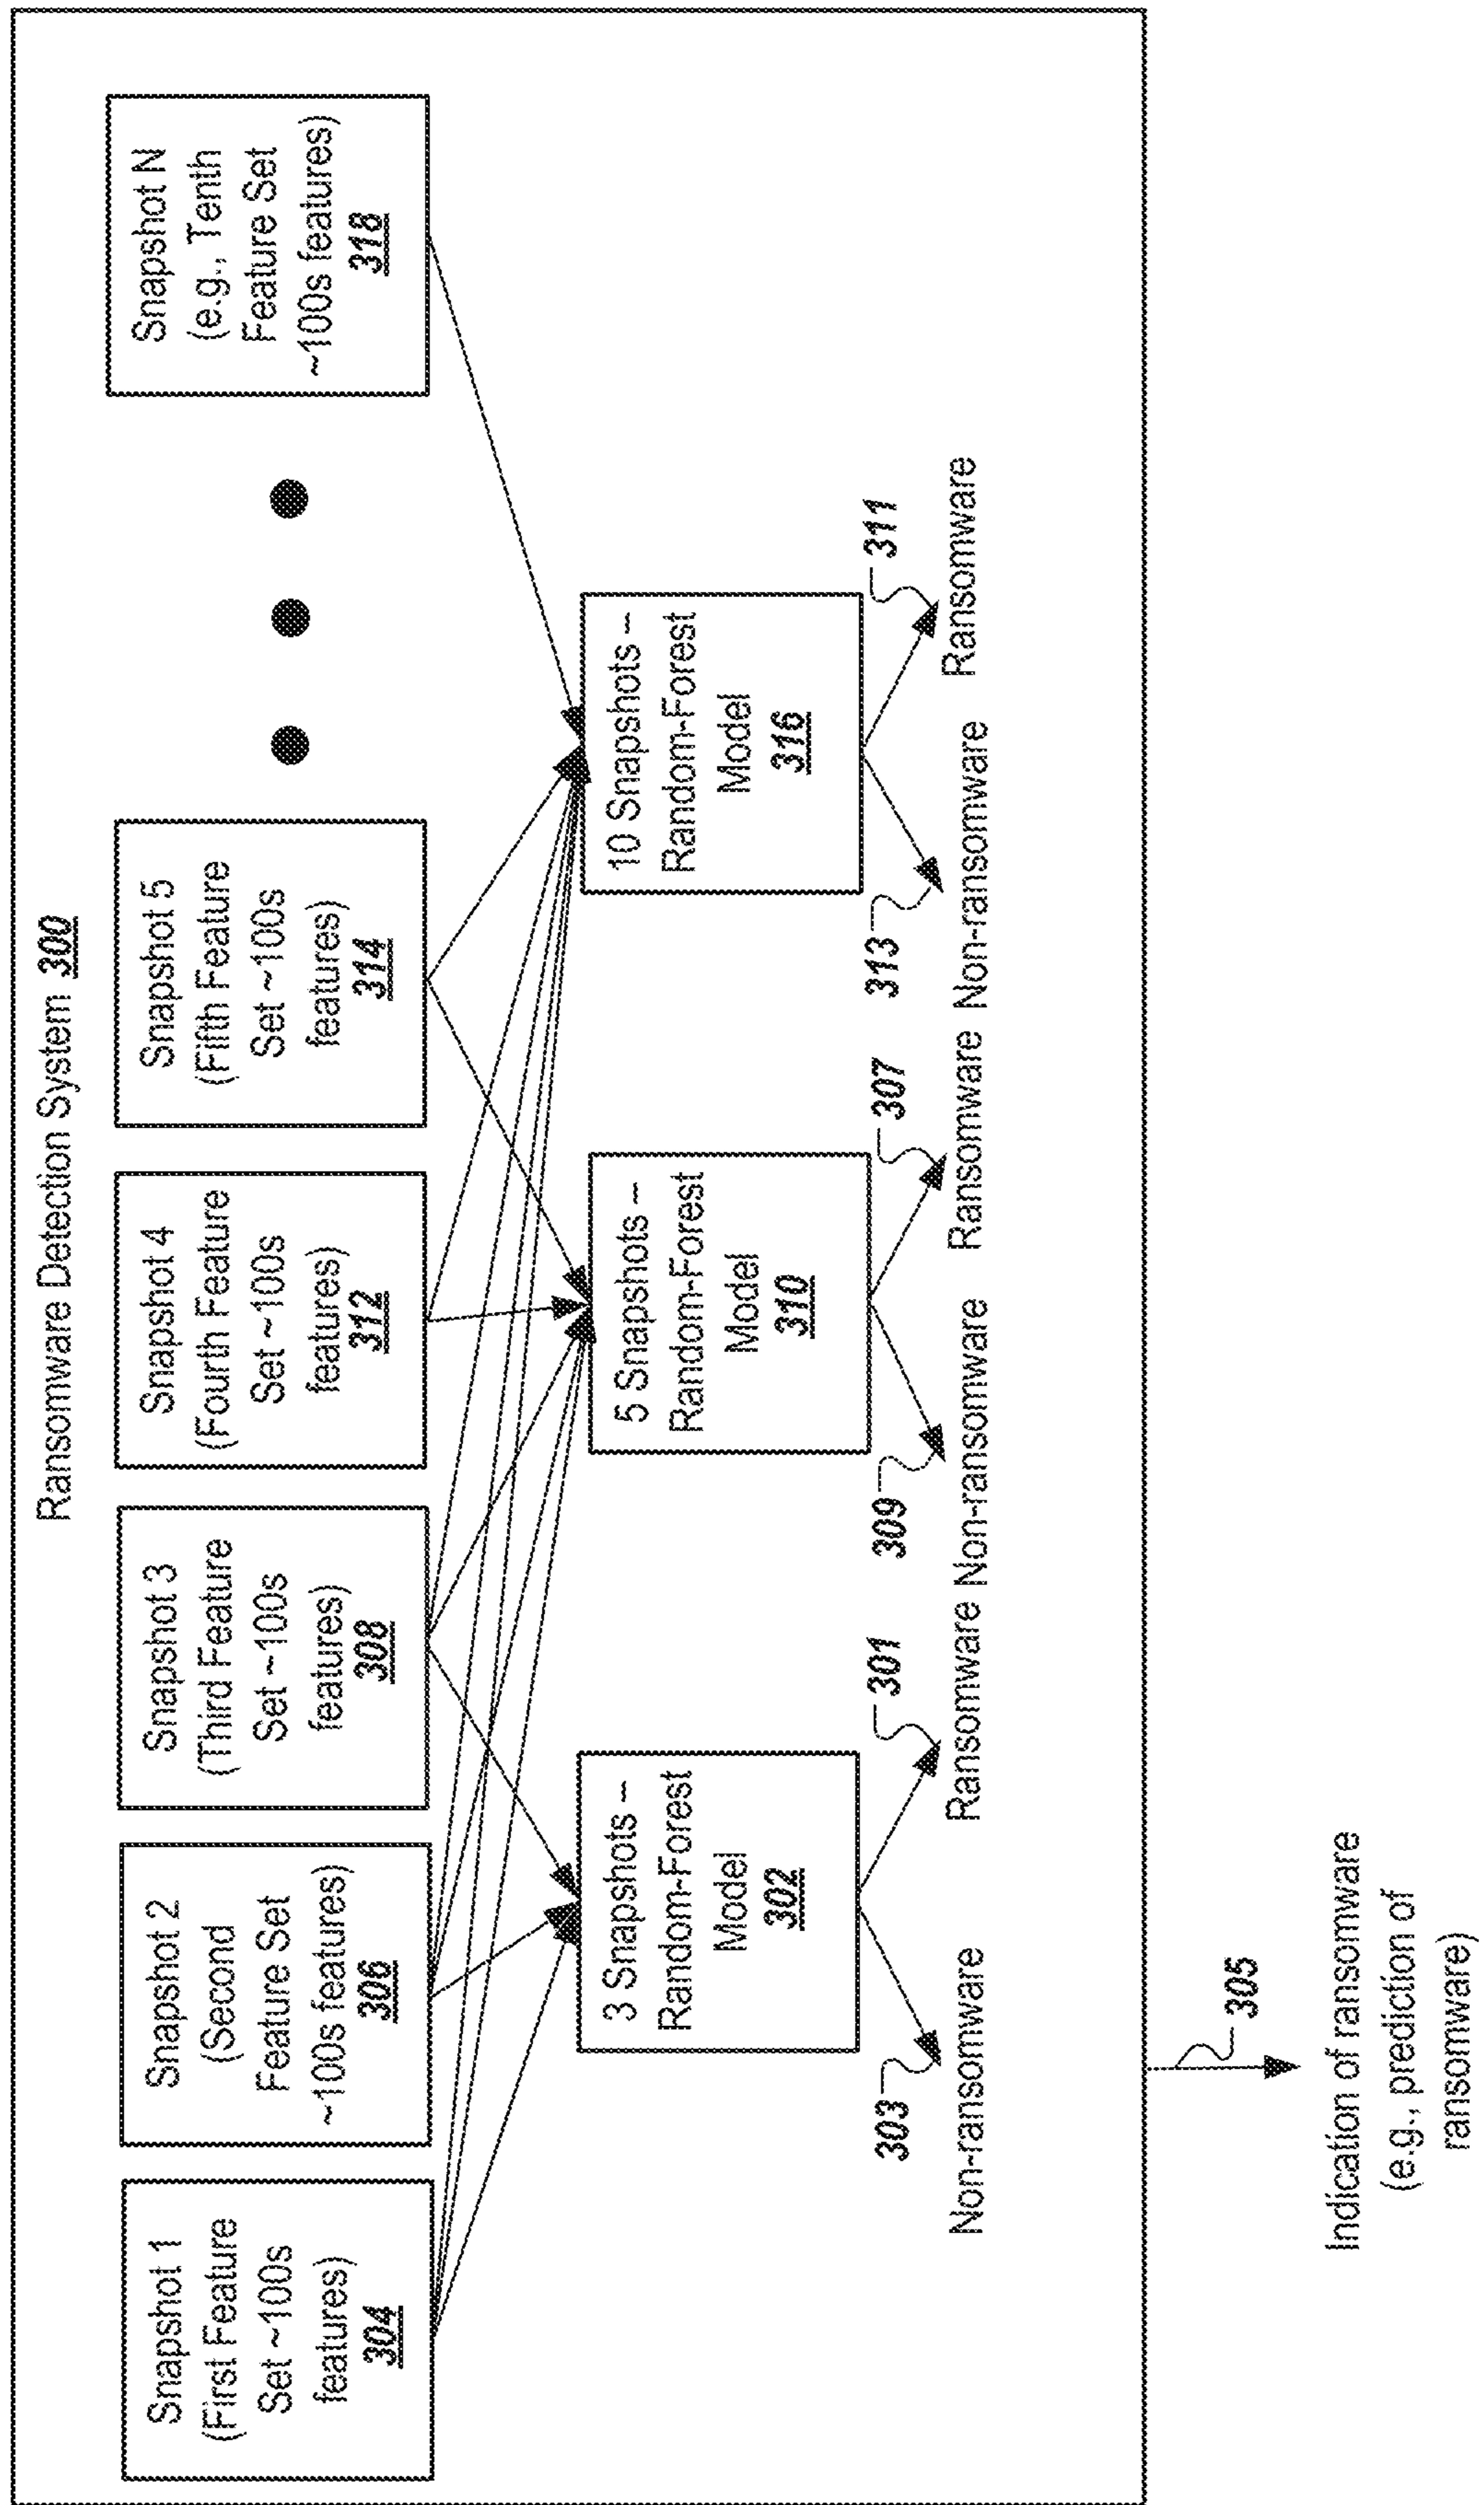 Ransomware Detection System 300
Snapshot 1
(First Feature
Set ~100s
features)
304
Snapshot 2
(Second
Feature Set
~100s features)
306
Snapshot 3
(Third Feature
Set ~100s
features)
308
Snapshot 4
(Fourth Feature
Set ~100s
features)
312
Snapshot 5
(Fifth Feature
Set ~100s
features)
314
Snapshot N
(e.g., Tenth
Feature Set
~100s features)
318
3 Snapshots –
Random-Forest
Model
302
5 Snapshots –
Random-Forest
Model
310
10 Snapshots –
Random-Forest
Model
316
303
301
309
307
313
311
Non-ransomware
Ransomware
Non-ransomware
Ransomware
Non-ransomware
Ransomware
305
Indication of ransomware
(e.g., prediction of
ransomware)